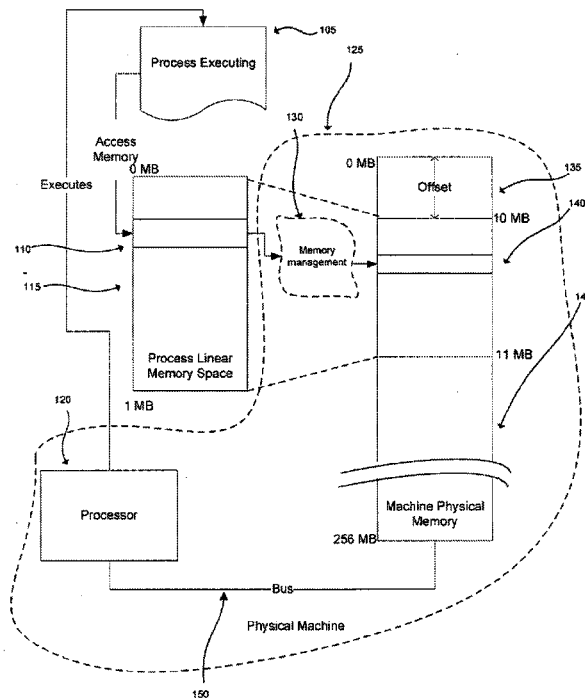 105
Process Executing
125
130
Access
Memory
0 MB
0 MB
135
Executes
Offset
10 MB
140
110
Memory
management
115
14
Process Linear
Memory Space
11 MB
1 MB
120
Processor
Machine Physical
Memory
256 MB
Bus
Physical Machine
150